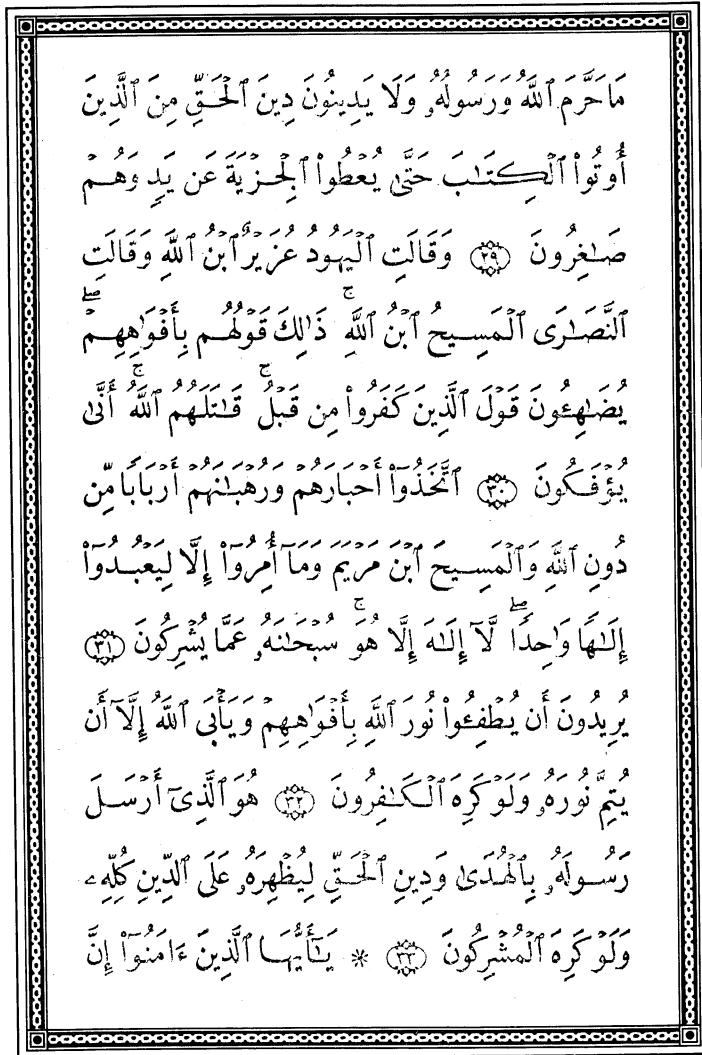 مَا حَرَّمَ ٱللَّهُ وَرَسُولُهُۥ وَلَا يَدِينُونَ دِينَ ٱلْحَقِّ مِنَ ٱلَّذِينَ
أُوتُوا۟ ٱلْكِتَـٰبَ حَتَّىٰ يُعْطُوا۟ ٱلْجِزْيَةَ عَن يَدٍ وَهُمْ
صَـٰغِرُونَ ٢٩ وَقَالَتِ ٱلْيَهُودُ عُزَيْرٌ ٱبْنُ ٱللَّهِ وَقَالَتِ
ٱلنَّصَـٰرَى ٱلْمَسِيحُ ٱبْنُ ٱللَّهِ ۚ ذَٰلِكَ قَوْلُهُم بِأَفْوَٰهِهِمْ ۖ
يُضَـٰهِـُٔونَ قَوْلَ ٱلَّذِينَ كَفَرُوا۟ مِن قَبْلُ ۚ قَـٰتَلَهُمُ ٱللَّهُ ۚ أَنَّىٰ
يُؤْفَكُونَ ٣٠ ٱتَّخَذُوٓا۟ أَحْبَارَهُمْ وَرُهْبَـٰنَهُمْ أَرْبَابًا مِّن
دُونِ ٱللَّهِ وَٱلْمَسِيحَ ٱبْنَ مَرْيَمَ وَمَآ أُمِرُوٓا۟ إِلَّا لِيَعْبُدُوٓا۟
إِلَـٰهًا وَٰحِدًا ۖ لَّآ إِلَـٰهَ إِلَّا هُوَ ۚ سُبْحَـٰنَهُۥ عَمَّا يُشْرِكُونَ ٣١
يُرِيدُونَ أَن يُطْفِـُٔوا۟ نُورَ ٱللَّهِ بِأَفْوَٰهِهِمْ وَيَأْبَى ٱللَّهُ إِلَّآ أَن
يُتِمَّ نُورَهُۥ وَلَوْ كَرِهَ ٱلْكَـٰفِرُونَ ٣٢ هُوَ ٱلَّذِىٓ أَرْسَلَ
رَسُولَهُۥ بِٱلْهُدَىٰ وَدِينِ ٱلْحَقِّ لِيُظْهِرَهُۥ عَلَى ٱلدِّينِ كُلِّهِۦ
وَلَوْ كَرِهَ ٱلْمُشْرِكُونَ ٣٣ * يَـٰٓأَيُّهَا ٱلَّذِينَ ءَامَنُوٓا۟ إِنَّ